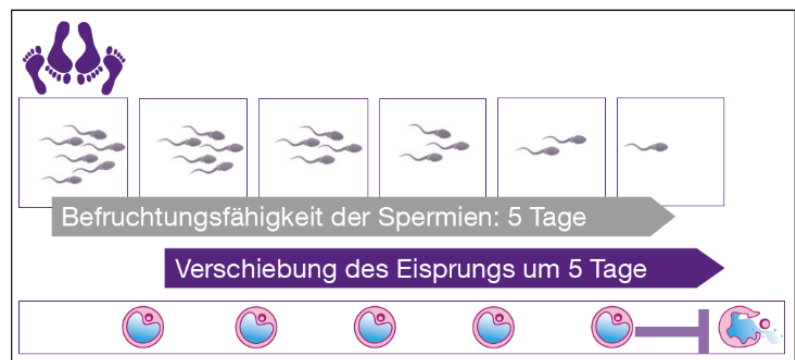 Befruchtungsfähigkeit der Spermien: 5 Tage
Verschiebung des Eisprungs um 5 Tage